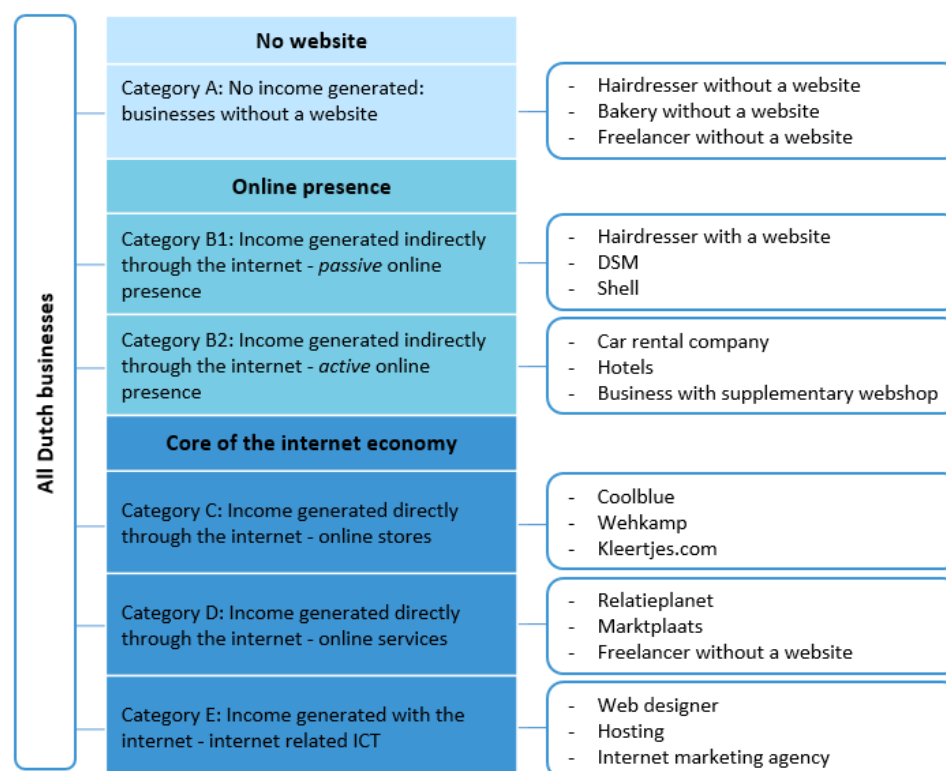 All Dutch businesses
No website
Category A: No income generated:
businesses without a website
- Hairdresser without a website
- Bakery without a website
- Freelancer without a website
Online presence
Category B1: Income generated indirectly
through the internet - passive online
presence
- Hairdresser with a website
- DSM
- Shell
Category B2: Income generated indirectly
through the internet - active online
presence
- Car rental company
- Hotels
- Business with supplementary webshop
Core of the internet economy
Category C: Income generated directly
through the internet - online stores
- Coolblue
- Wehkamp
- Kleertjes.com
Category D: Income generated directly
through the internet - online services
- Relatieplanet
- Marktplaats
- Freelancer without a website
Category E: Income generated with the
internet - internet related ICT
- Web designer
- Hosting
- Internet marketing agency